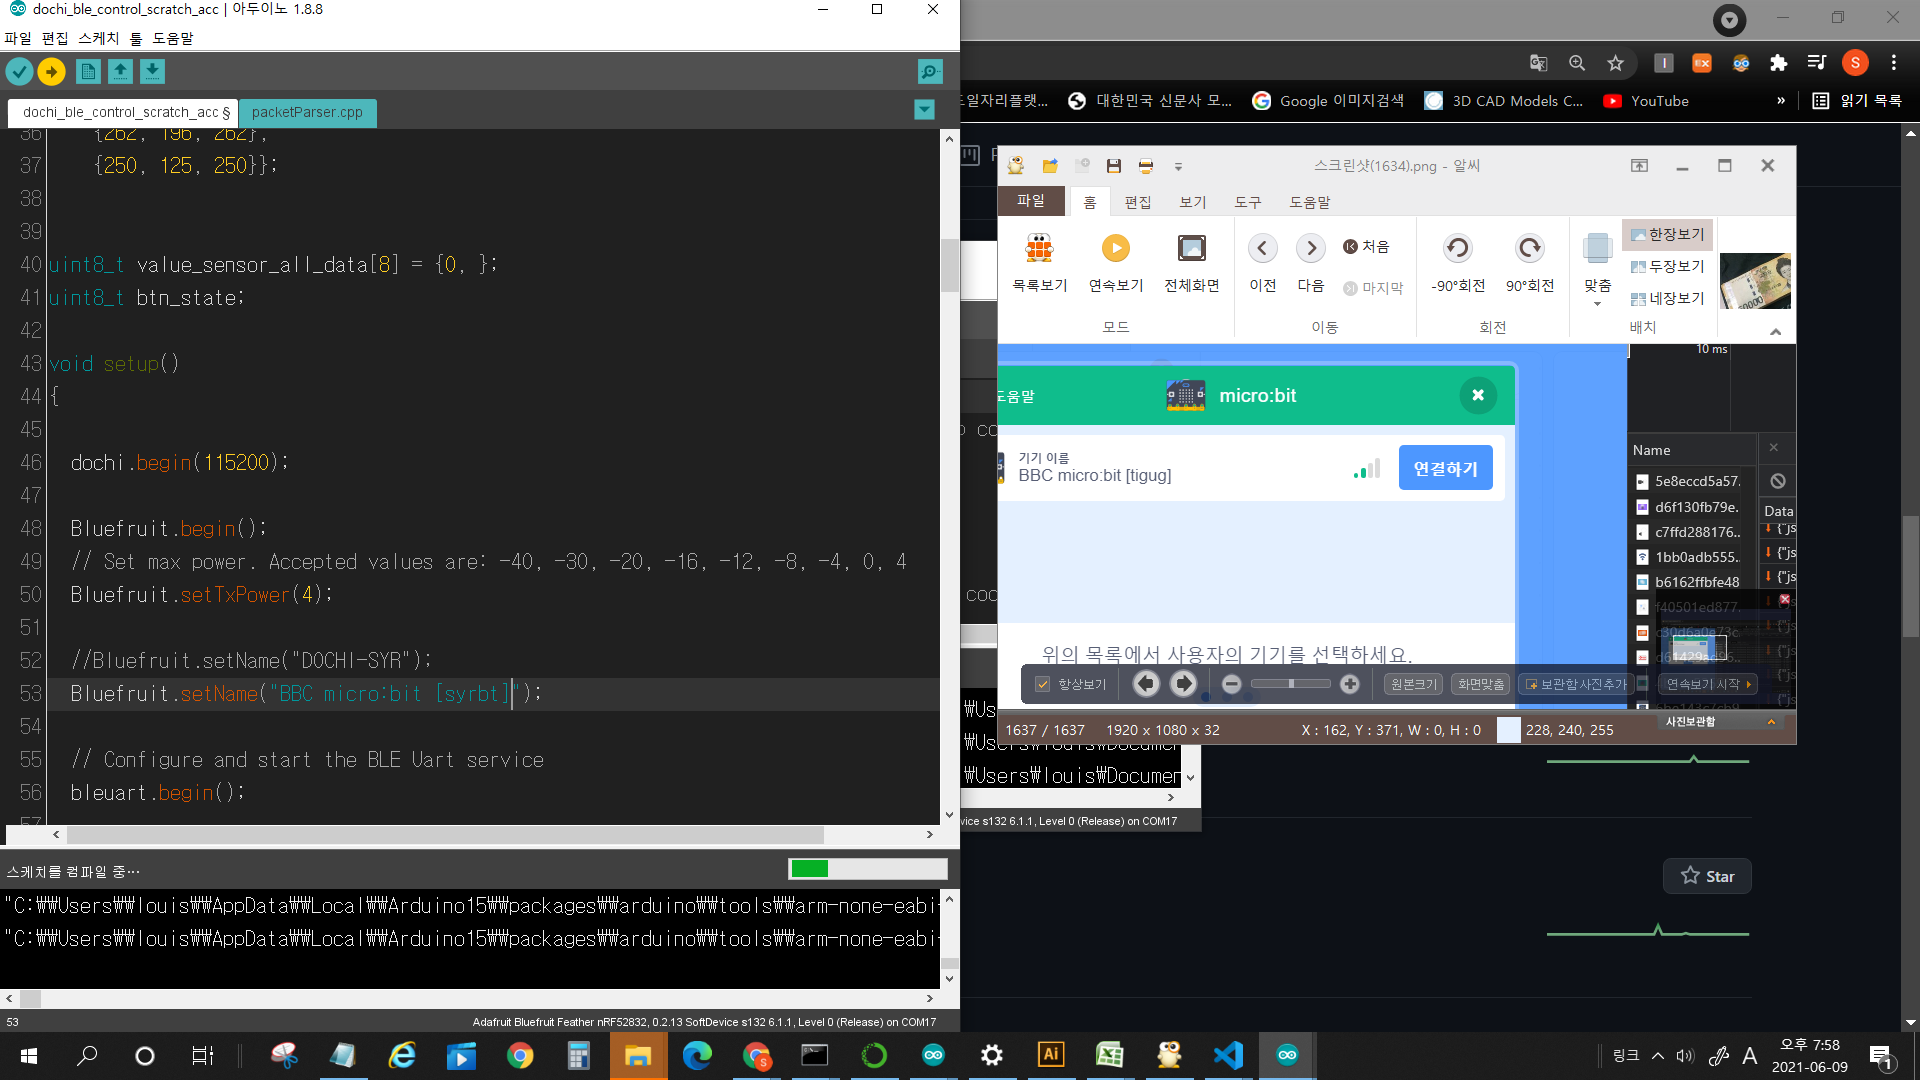 dochi_ble_control_scratch_acc | 아두이노 1.8.8
파일 편집 스케치 툴 도움말
dochi_ble_control_scratch_acc §
packetParser.cpp
36 {262, 196, 262},
37 {250, 125, 250}};
38
39
40 uint8_t value_sensor_all_data[8] = {0, };
41 uint8_t btn_state;
42
43 void setup()
44 {
45
46 dochi.begin(115200);
47
48 Bluefruit.begin();
49 // Set max power. Accepted values are: -40, -30, -20, -16, -12, -8, -4, 0, 4
50 Bluefruit.setTxPower(4);
51
52 //Bluefruit.setName("DOCHI-SYR");
53 Bluefruit.setName("BBC micro:bit [syrbt]");
54
55 // Configure and start the BLE Uart service
56 bleuart.begin();
57
스케치를 컴파일 중…
"C:₩₩Users₩₩louis₩₩AppData₩₩Local₩₩Arduino15₩₩packages₩₩arduino₩₩tools₩₩arm-none-eabi-
"C:₩₩Users₩₩louis₩₩AppData₩₩Local₩₩Arduino15₩₩packages₩₩arduino₩₩tools₩₩arm-none-eabi-
53
Adafruit Bluefruit Feather nRF52832, 0.2.13 SoftDevice s132 6.1.1, Level 0 (Release) on COM17
S
일자리플랫...
대한민국 신문사 모...
Google 이미지검색
3D CAD Models C...
YouTube
»
읽기 목록
스크린샷(1634).png - 알씨
파일 홈 편집 보기 도구 도움말
목록보기 연속보기 전체화면
모드
이전 다음
처음
마지막
이동
-90°회전 90°회전
회전
맞춤
한장보기
두장보기
네장보기
배치
10 ms
도움말
micro:bit
기기 이름
BBC micro:bit [tigug]
연결하기
위의 목록에서 사용자의 기기를 선택하세요.
Name
5e8eccd5a57.
d6f130fb79e.
c7ffd288176..
1bb0adb555..
b6162ffbfe48
f40501ed877.
c30d6a0e73c
d61429ad96..
Data
{"js
{"js
{"js
항상보기
원본크기
화면맞춤
보관함 사진추가
연속보기 시작
사진보관함
1637 / 1637
1920 x 1080 x 32
X : 162, Y : 371, W : 0, H : 0
228, 240, 255
₩Us
₩Users₩louis₩Documen
₩Users₩louis₩Documen
vice s132 6.1.1, Level 0 (Release) on COM17
Star
링크
A
오후 7:58
2021-06-09
1